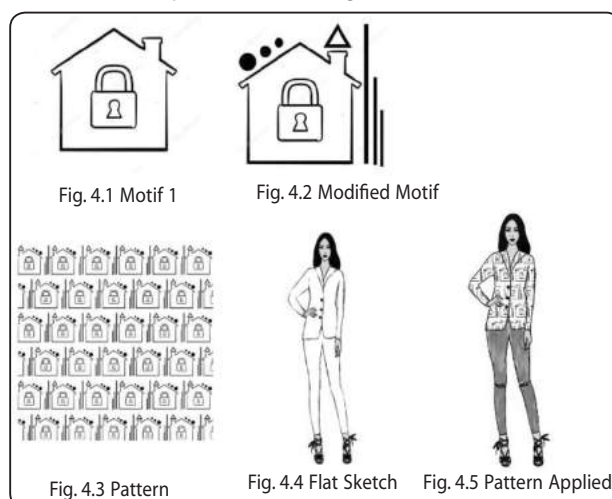 Fig. 4.1 Motif 1
Fig. 4.2 Modified Motif
Fig. 4.3 Pattern
Fig. 4.4 Flat Sketch
Fig. 4.5 Pattern Applied